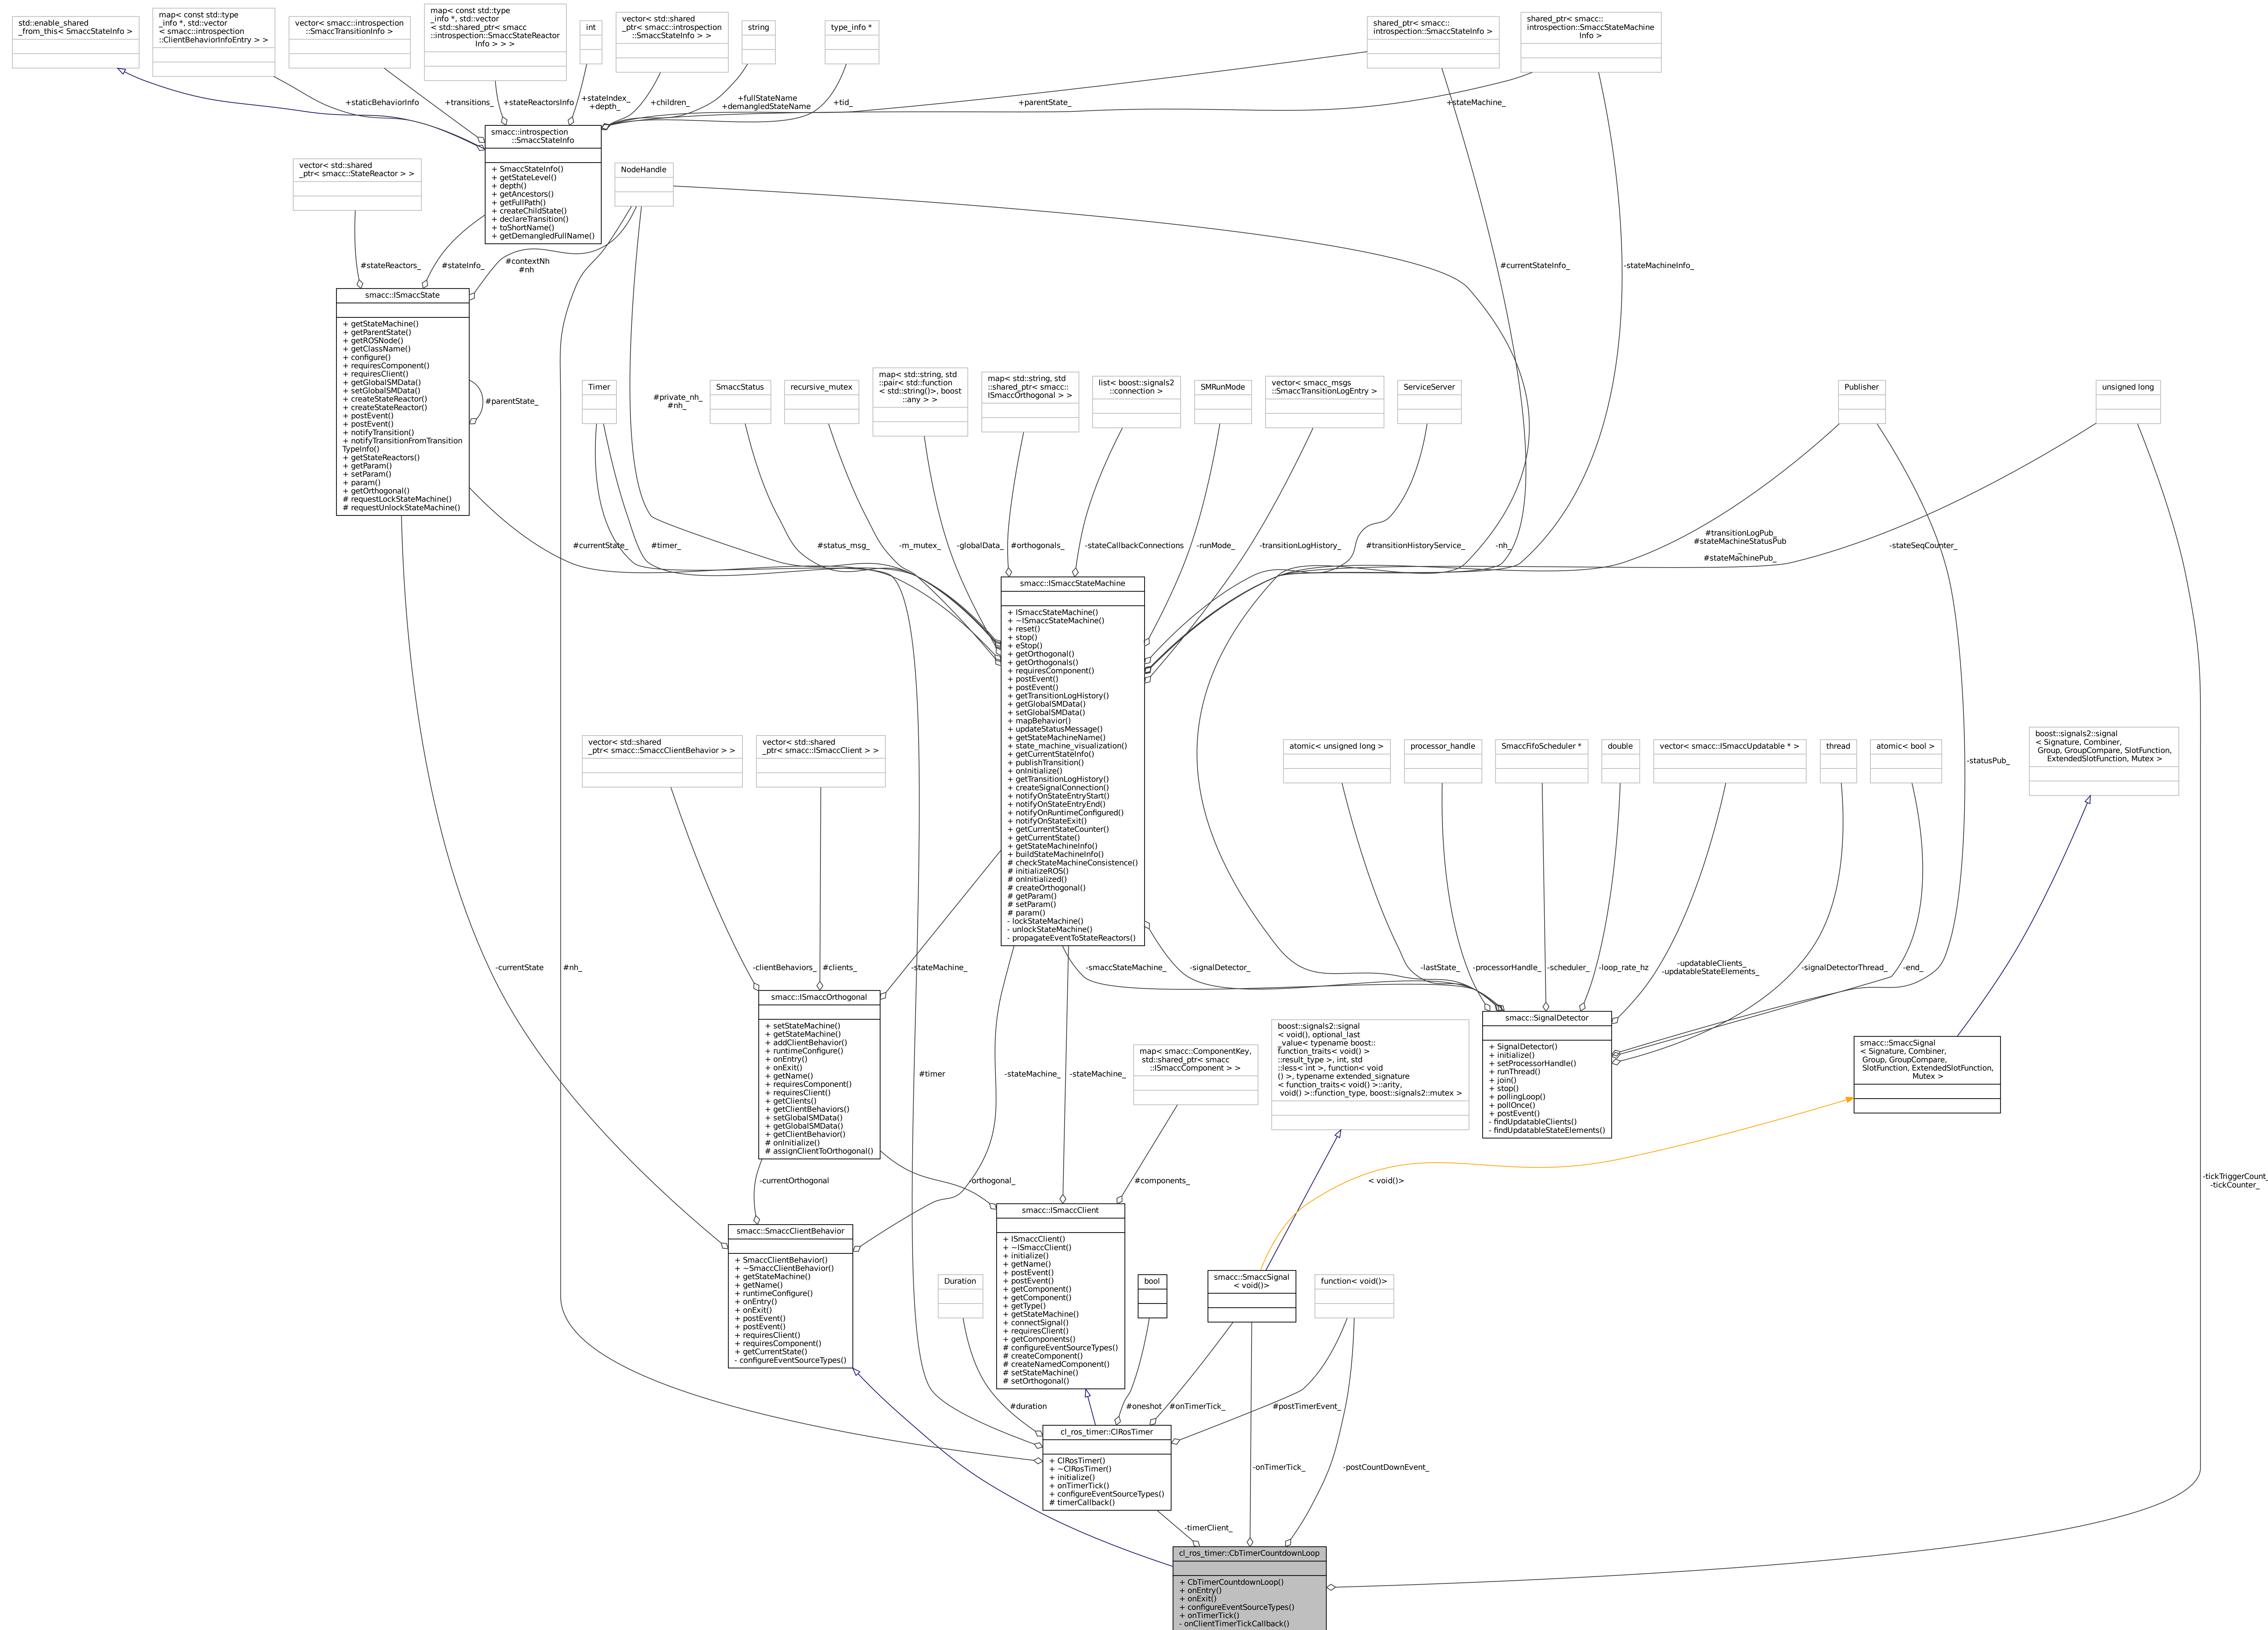 std::enable_shared
_from_this< SmaccStateInfo >
map< const std::type
_info *, std::vector
< smacc::introspection
::ClientBehaviorInfoEntry > >
vector< smacc::introspection
::SmaccTransitionInfo >
map< const std::type
_info *, std::vector
< std::shared_ptr< smacc
::introspection::SmaccStateReactor
Info > > >
int
vector< std::shared
_ptr< smacc::introspection
::SmaccStateInfo > >
string
type_info *
shared_ptr< smacc::
introspection::SmaccStateInfo >
shared_ptr< smacc::
introspection::SmaccStateMachine
Info >
+staticBehaviorInfo
+transitions_
+stateReactorsInfo
+stateIndex_
+depth_
+children_
+fullStateName
+demangledStateName
+tid_
+parentState_
+stateMachine_
smacc::introspection
::SmaccStateInfo
+ SmaccStateInfo()
+ getStateLevel()
+ depth()
+ getAncestors()
+ getFullPath()
+ createChildState()
+ declareTransition()
+ toShortName()
+ getDemangledFullName()
vector< std::shared
_ptr< smacc::StateReactor > >
NodeHandle
#stateReactors_
#stateInfo_
#contextNh
#nh
#currentStateInfo_
-stateMachineInfo_
smacc::ISmaccState
+ getStateMachine()
+ getParentState()
+ getROSNode()
+ getClassName()
+ configure()
+ requiresComponent()
+ requiresClient()
+ getGlobalSMData()
+ setGlobalSMData()
+ createStateReactor()
+ createStateReactor()
+ postEvent()
+ postEvent()
+ notifyTransition()
+ notifyTransitionFromTransition
TypeInfo()
+ getStateReactors()
+ getParam()
+ setParam()
+ param()
+ getOrthogonal()
# requestLockStateMachine()
# requestUnlockStateMachine()
#parentState_
Timer
#private_nh_
#nh_
SmaccStatus
recursive_mutex
map< std::string, std
::pair< std::function
< std::string()>, boost
::any > >
map< std::string, std
::shared_ptr< smacc::
ISmaccOrthogonal > >
list< boost::signals2
::connection >
SMRunMode
vector< smacc_msgs
::SmaccTransitionLogEntry >
ServiceServer
Publisher
unsigned long
#currentState_
#timer_
#status_msg_
-m_mutex_
-globalData_
#orthogonals_
-stateCallbackConnections
-runMode_
-transitionLogHistory_
#transitionHistoryService_
-nh_
#transitionLogPub_
#stateMachineStatusPub
_
#stateMachinePub_
-stateSeqCounter_
smacc::ISmaccStateMachine
+ ISmaccStateMachine()
+ ~ISmaccStateMachine()
+ reset()
+ stop()
+ eStop()
+ getOrthogonal()
+ getOrthogonals()
+ requiresComponent()
+ postEvent()
+ postEvent()
+ getTransitionLogHistory()
+ getGlobalSMData()
+ setGlobalSMData()
+ mapBehavior()
+ updateStatusMessage()
+ getStateMachineName()
+ state_machine_visualization()
+ getCurrentStateInfo()
+ publishTransition()
+ onInitialize()
+ getTransitionLogHistory()
+ createSignalConnection()
+ notifyOnStateEntryStart()
+ notifyOnStateEntryEnd()
+ notifyOnRuntimeConfigured()
+ notifyOnStateExit()
+ getCurrentStateCounter()
+ getCurrentState()
+ getStateMachineInfo()
+ buildStateMachineInfo()
# checkStateMachineConsistence()
# initializeROS()
# onInitialized()
# createOrthogonal()
# getParam()
# setParam()
# param()
- lockStateMachine()
- unlockStateMachine()
- propagateEventToStateReactors()
vector< std::shared
_ptr< smacc::SmaccClientBehavior > >
vector< std::shared
_ptr< smacc::ISmaccClient > >
atomic< unsigned long >
processor_handle
SmaccFifoScheduler *
double
vector< smacc::ISmaccUpdatable * >
thread
atomic< bool >
-statusPub_
boost::signals2::signal
< Signature, Combiner,
Group, GroupCompare, SlotFunction,
ExtendedSlotFunction, Mutex >
-currentState
#nh_
-clientBehaviors_
#clients_
-stateMachine_
-smaccStateMachine_
-signalDetector_
-lastState_
-processorHandle_
-scheduler_
-loop_rate_hz
-updatableClients_
-updatableStateElements_
-signalDetectorThread_
-end_
smacc::ISmaccOrthogonal
+ setStateMachine()
+ getStateMachine()
+ addClientBehavior()
+ runtimeConfigure()
+ onEntry()
+ onExit()
+ getName()
+ requiresComponent()
+ requiresClient()
+ getClients()
+ getClientBehaviors()
+ setGlobalSMData()
+ getGlobalSMData()
+ getClientBehavior()
# onInitialize()
# assignClientToOrthogonal()
#timer
-stateMachine_
-stateMachine_
map< smacc::ComponentKey,
std::shared_ptr< smacc
::ISmaccComponent > >
boost::signals2::signal
< void(), optional_last
_value< typename boost::
function_traits< void() >
::result_type >, int, std
::less< int >, function< void
() >, typename extended_signature
< function_traits< void() >::arity,
void() >::function_type, boost::signals2::mutex >
smacc::SignalDetector
+ SignalDetector()
+ initialize()
+ setProcessorHandle()
+ runThread()
+ join()
+ stop()
+ pollingLoop()
+ pollOnce()
+ postEvent()
- findUpdatableClients()
- findUpdatableStateElements()
smacc::SmaccSignal
< Signature, Combiner,
Group, GroupCompare,
SlotFunction, ExtendedSlotFunction,
Mutex >
-currentOrthogonal
-orthogonal_
#components_
< void()>
-tickTriggerCount_
-tickCounter_
smacc::SmaccClientBehavior
+ SmaccClientBehavior()
+ ~SmaccClientBehavior()
+ getStateMachine()
+ getName()
+ runtimeConfigure()
+ onEntry()
+ onExit()
+ postEvent()
+ postEvent()
+ requiresClient()
+ requiresComponent()
+ getCurrentState()
- configureEventSourceTypes()
smacc::ISmaccClient
+ ISmaccClient()
+ ~ISmaccClient()
+ initialize()
+ getName()
+ postEvent()
+ postEvent()
+ getComponent()
+ getComponent()
+ getType()
+ getStateMachine()
+ connectSignal()
+ requiresClient()
+ getComponents()
# configureEventSourceTypes()
# createComponent()
# createNamedComponent()
# setStateMachine()
# setOrthogonal()
Duration
bool
smacc::SmaccSignal
< void()>
function< void()>
#duration
#oneshot
#onTimerTick_
#postTimerEvent_
cl_ros_timer::ClRosTimer
+ ClRosTimer()
+ ~ClRosTimer()
+ initialize()
+ onTimerTick()
+ configureEventSourceTypes()
# timerCallback()
-onTimerTick_
-postCountDownEvent_
-timerClient_
cl_ros_timer::CbTimerCountdownLoop
+ CbTimerCountdownLoop()
+ onEntry()
+ onExit()
+ configureEventSourceTypes()
+ onTimerTick()
- onClientTimerTickCallback()